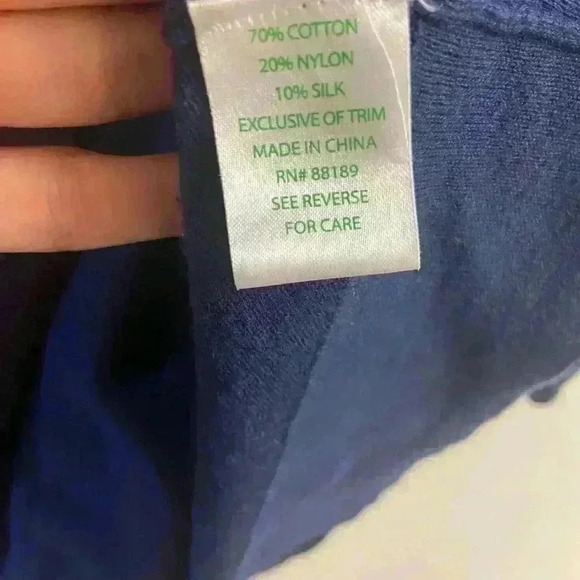 70% COTTON
20% NYLON
10% SILK
EXCLUSIVE OF TRIM
MADE IN CHINA
RN# 88189
SEE REVERSE
FOR CARE